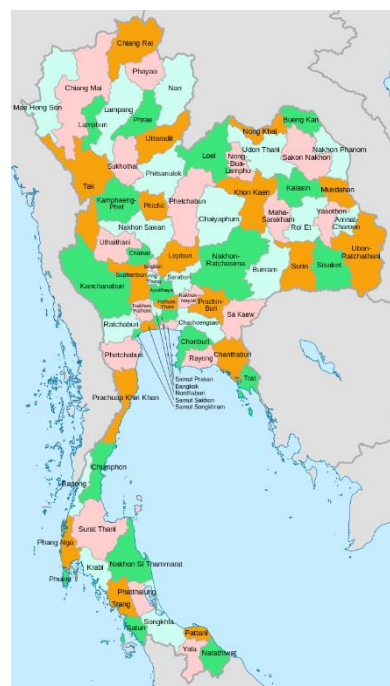 Chiang Rai
Phayao
Chiang Mai
Nan
Mae Hong Son
Lampang
Lamphun
Phrae
Uttaradit
Bueng Kan
Nong Khai
Loei
Udon Thani
Nakhon Phanom
Sukhothai
Nong-
Bua-
Lamphu
Sakon Nakhon
Tak
Phitsanulok
Kamphaeng-
Phet
Phichit
Phetchabun
Khon Kaen
Kalasin
Mukdahan
Maha-
Sarakham
Yasothon
Amnat-
Charoen
Roi Et
Chaiyaphum
Nakhon Sawan
Uthaithani
Chainat
Lopburi
Nakhon-
Ratchasima
Buriram
Surin
Sisaket
Ubon-
Ratchathani
Suphanburi
Saraburi
Ayutthaya
Kanchanaburi
Nakhon-
Nayok
Nakhon-
Pathom
Prachin-
Buri
Sa Kaew
Ratchaburi
Chachoengsao
Chonburi
Phetchaburi
Rayong
Chanthaburi
Trat
Samut Prakan
Bangkok
Nonthaburi
Samut Sakhon
Samut Songkhram
Prachuap Khiri Khan
Chumphon
Ranong
Surat Thani
Phang Nga
Nakhon Si Thammarat
Krabi
Phuket
Phatthalung
Trang
Satun
Songkhla
Pattani
Yala
Narathiwat